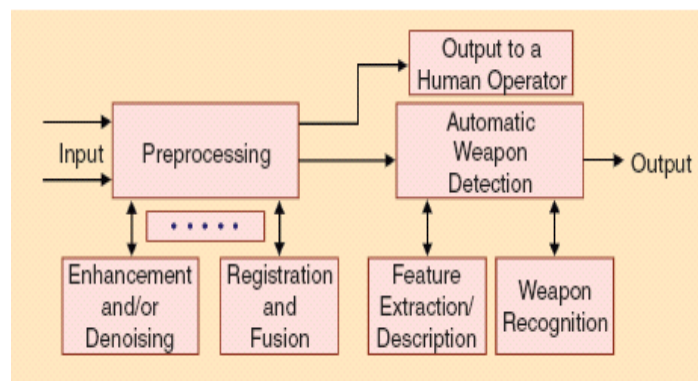 Output to a
Human Operator
Input
Preprocessing
Automatic
Weapon
Detection
Output
Enhancement
and/or
Denoising
Registration
and
Fusion
Feature
Extraction/
Description
Weapon
Recognition